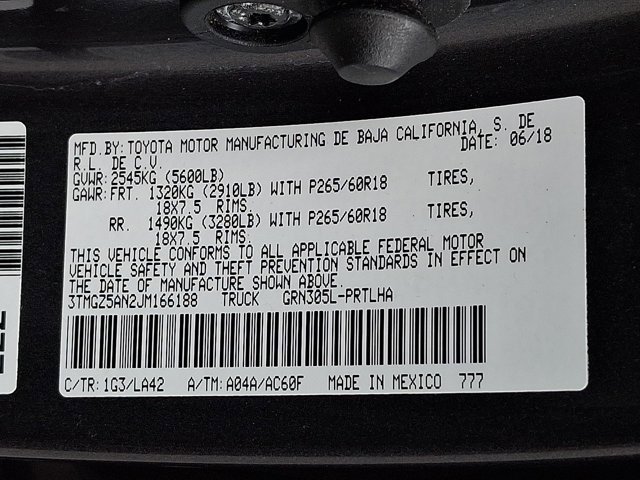 MFD.BY: TOYOTA MOTOR MANUFACTURING DE BAJA CALIFORNIA, S. DE
R.L. DE C.V. DATE: 06/18
GVWR: 2545KG (5600LB)
GAWR: FRT. 1320KG (2910LB) WITH P265/60R18 TIRES,
18X7.5 RIMS.
RR. 1490KG (3280LB) WITH P265/60R18 TIRES,
18X7.5 RIMS.
THIS VEHICLE CONFORMS TO ALL APPLICABLE FEDERAL MOTOR
VEHICLE SAFETY AND THEFT PREVENTION STANDARDS IN EFFECT ON
THE DATE OF MANUFACTURE SHOWN ABOVE.
3TMGZ5AN2JM166188 TRUCK GRN305L-PRTLHA
C/TR: 1G3/LA42 A/TM: A04A/AC60F MADE IN MEXICO 777